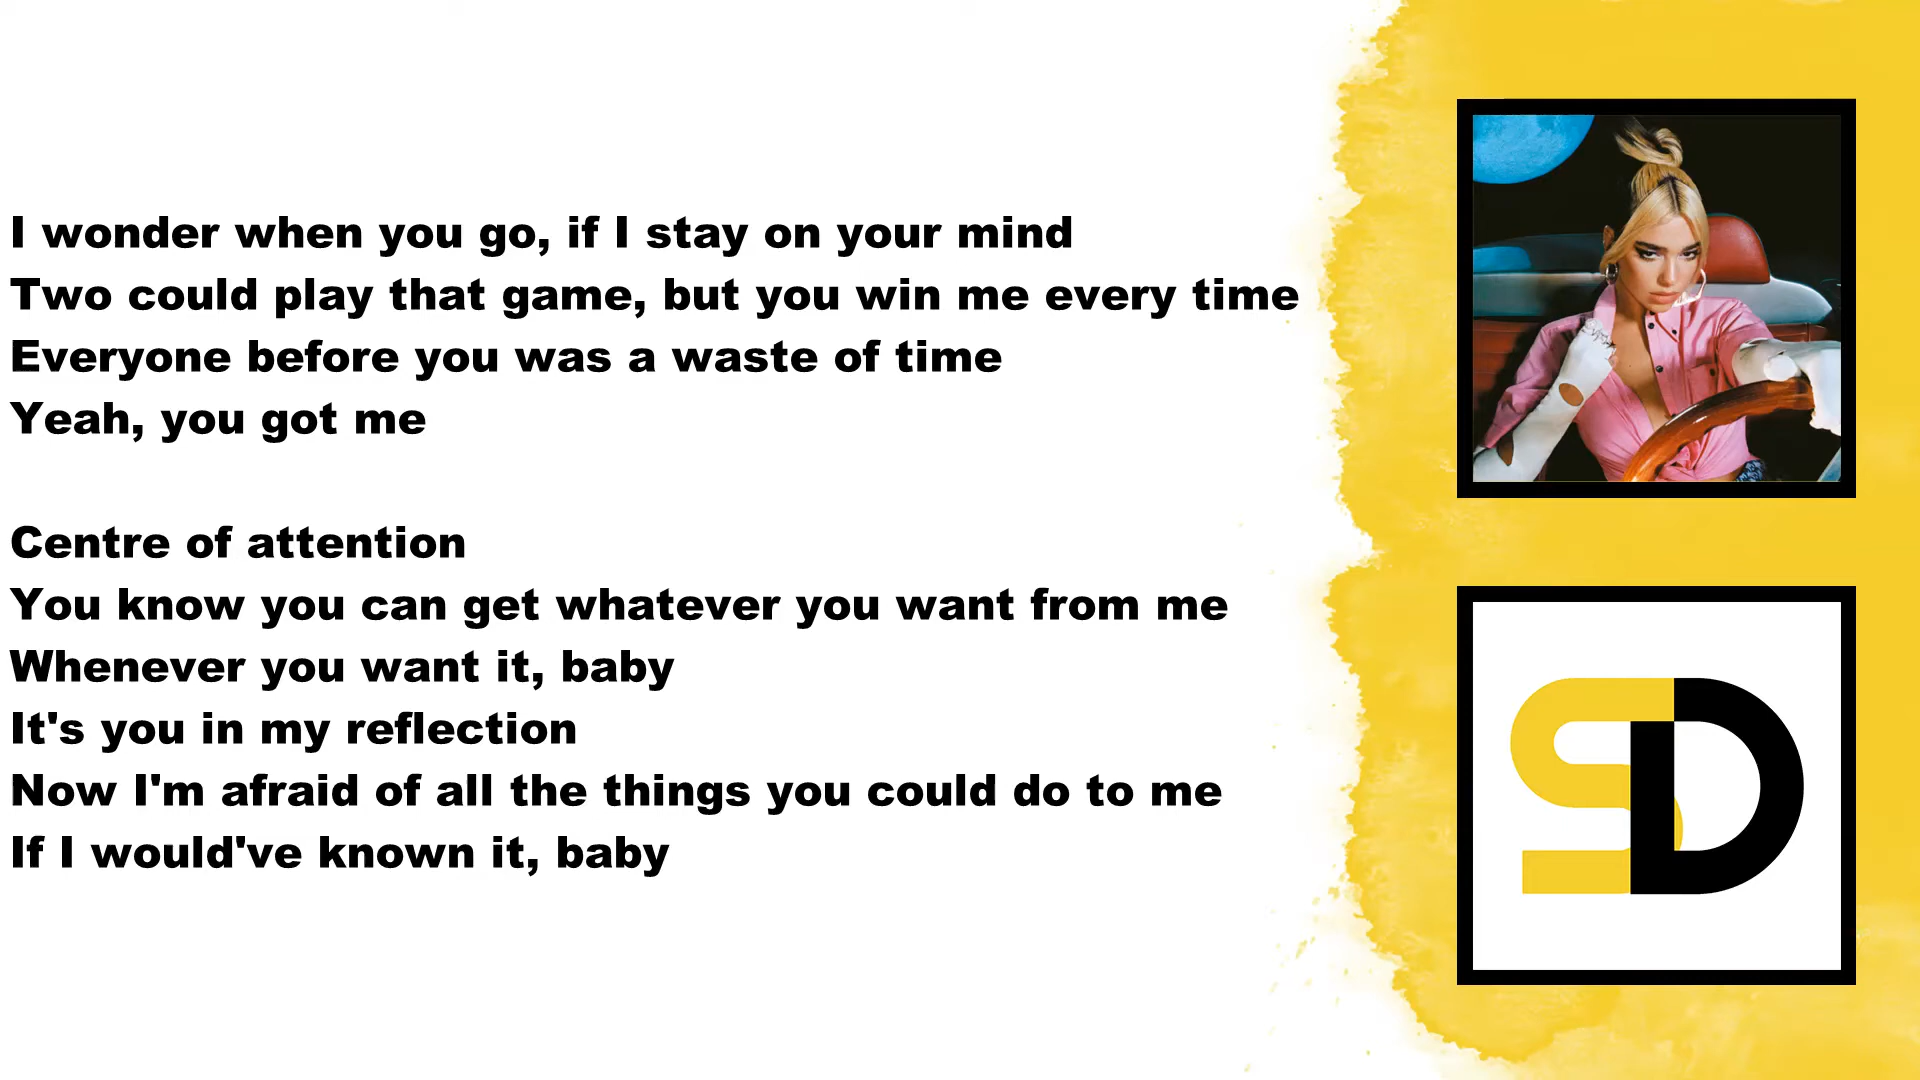 I wonder when you go, if I stay on your mind
Two could play that game, but you win me every time
Everyone before you was a waste of time
Yeah, you got me
Centre of attention
You know you can get whatever you want from me
Whenever you want it, baby
It's you in my reflection
Now I'm afraid of all the things you could do to me
If I would've known it, baby
SD